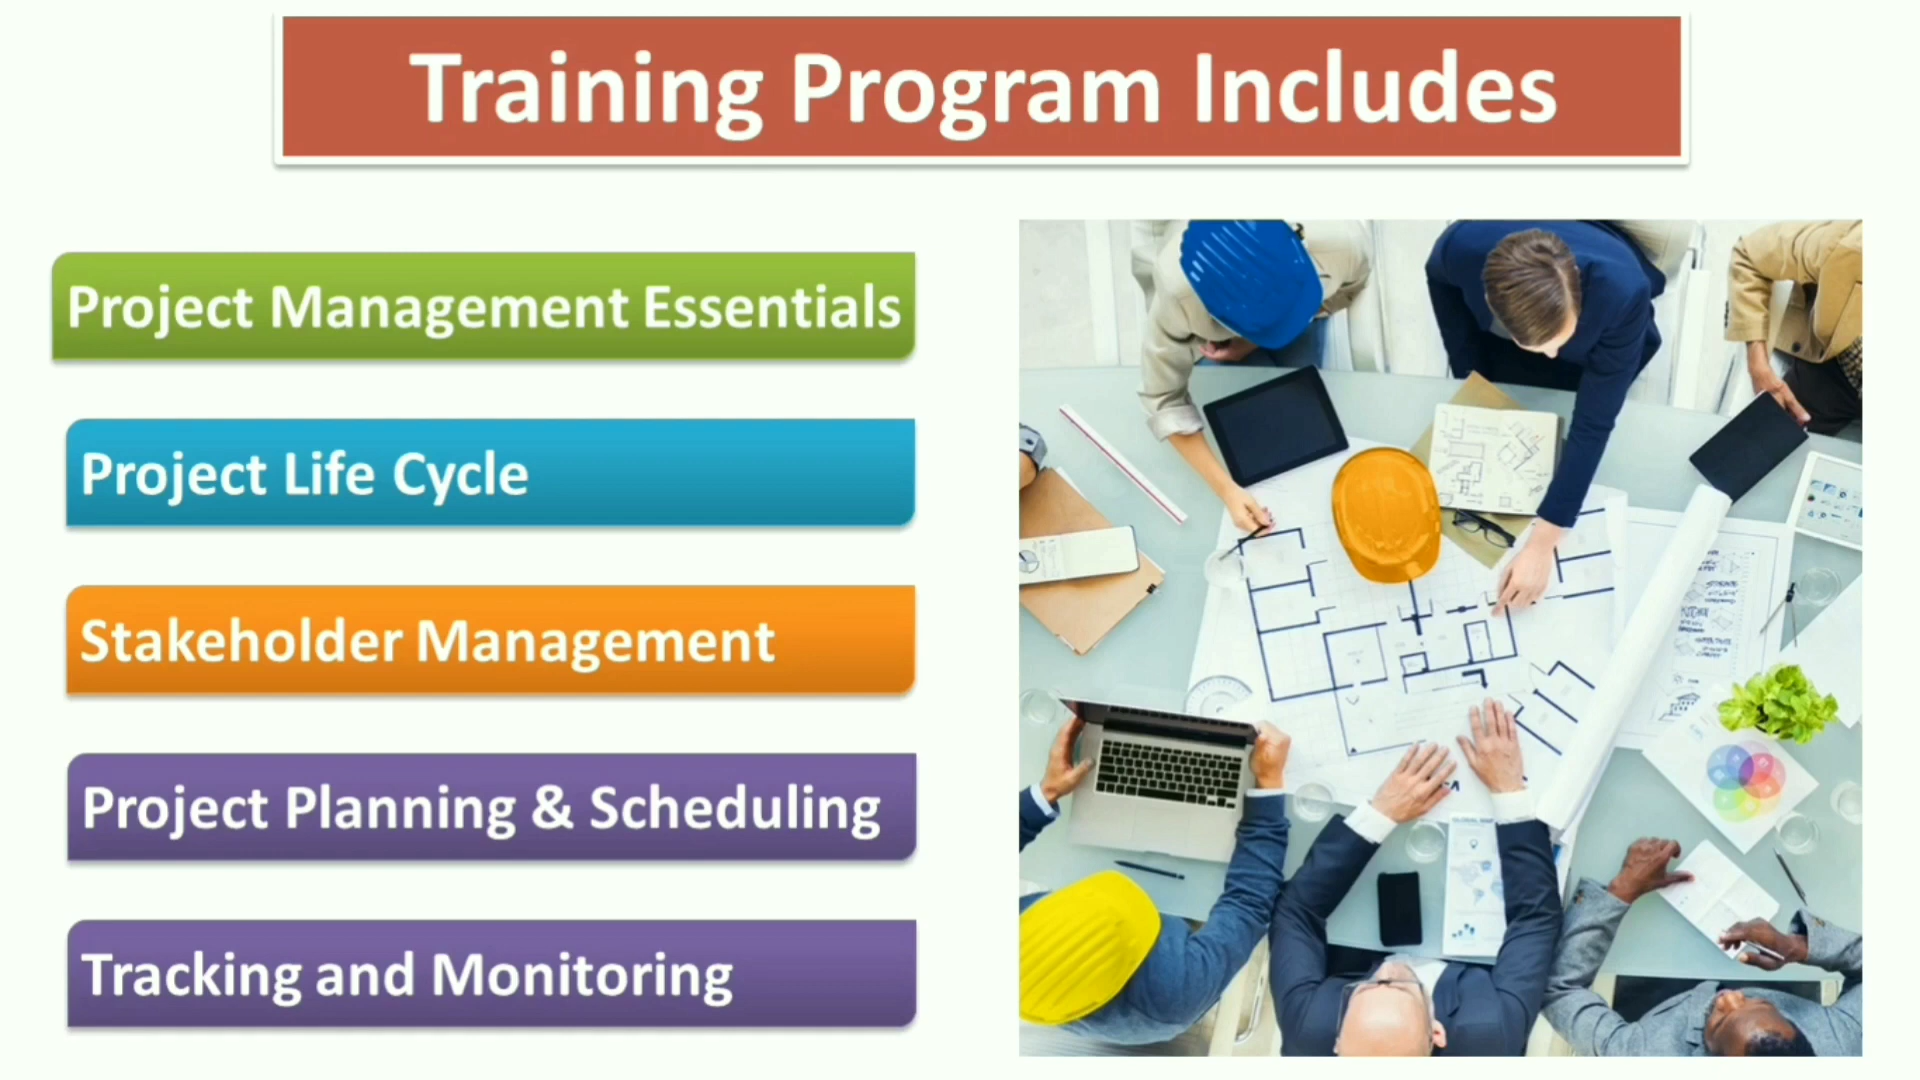 Training Program Includes
Project Management Essentials
Project Life Cycle
Stakeholder Management
Project Planning & Scheduling
Tracking and Monitoring